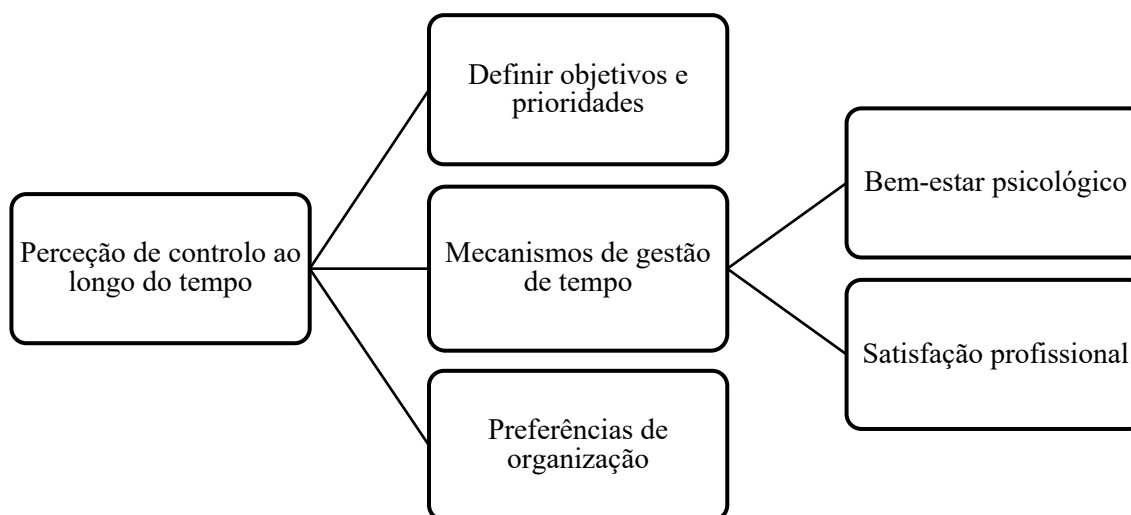 Perceção de controlo ao
longo do tempo
Definir objetivos e
prioridades
Mecanismos de gestão
de tempo
Preferências de
organização
Bem-estar psicológico
Satisfação profissional